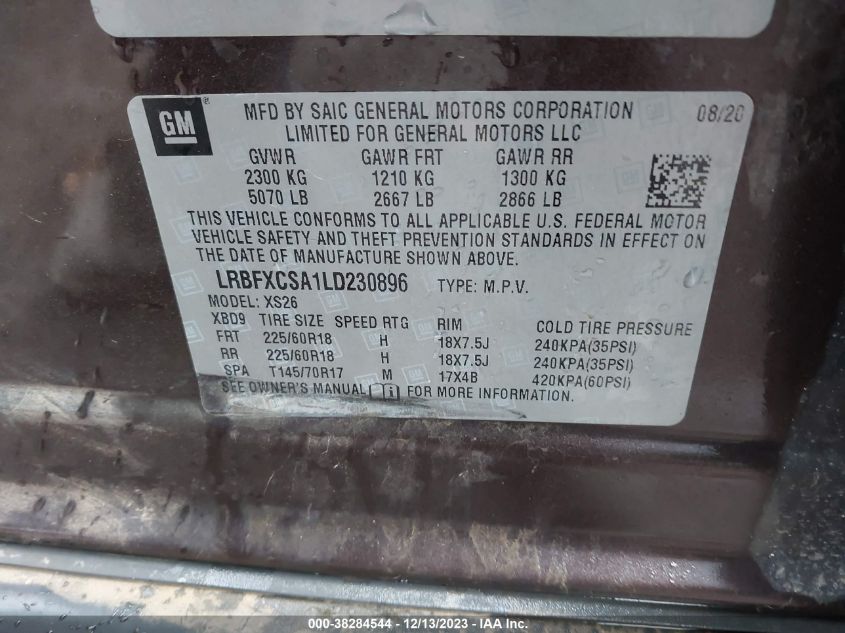 GM ®
MFD BY SAIC GENERAL MOTORS CORPORATION 08/20
LIMITED FOR GENERAL MOTORS LLC
GVWR GAWR FRT GAWR RR
2300 KG 1210 KG 1300 KG
5070 LB 2667 LB 2866 LB
THIS VEHICLE CONFORMS TO ALL APPLICABLE U.S. FEDERAL MOTOR
VEHICLE SAFETY AND THEFT PREVENTION STANDARDS IN EFFECT ON
THE DATE OF MANUFACTURE SHOWN ABOVE.
LRBFXCSA1LD230896 TYPE: M.P.V.
MODEL: XS26
XBD9 TIRE SIZE SPEED RTG RIM COLD TIRE PRESSURE
FRT 225/60R18 H 18X7.5J 240KPA(35PSI)
RR 225/60R18 H 18X7.5J 240KPA(35PSI)
SPA T145/70R17 M 17X4B 420KPA(60PSI)
SEE OWNER'S MANUAL i FOR MORE INFORMATION.
000-38284544 - 12/13/2023 - IAAI.com